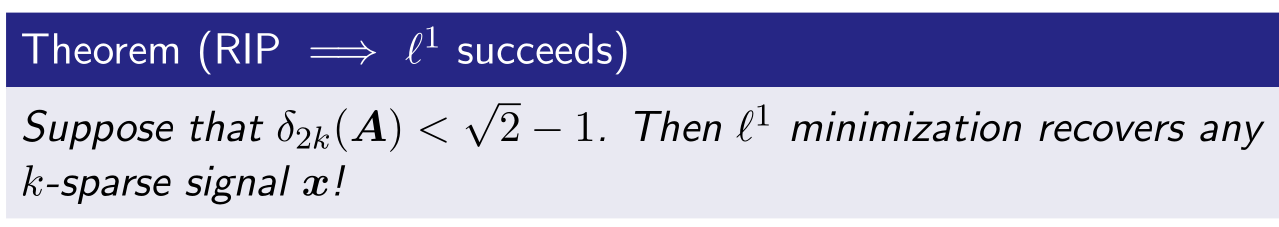 Theorem (RIP ⟹ ℓ¹ succeeds)
Suppose that δ₂ₖ(𝑨) < √2 − 1. Then ℓ¹ minimization recovers any
k-sparse signal 𝒙!